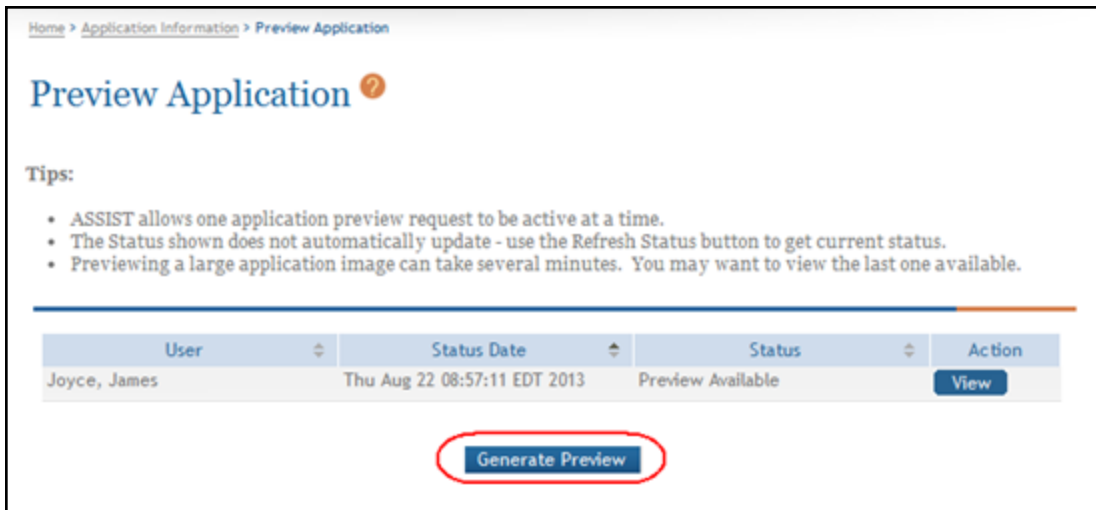 Home > Application Information > Preview Application
Preview Application ?
Tips:
• ASSIST allows one application preview request to be active at a time.
• The Status shown does not automatically update - use the Refresh Status button to get current status.
• Previewing a large application image can take several minutes. You may want to view the last one available.
User Status Date Status Action
Joyce, James Thu Aug 22 08:57:11 EDT 2013 Preview Available View
Generate Preview